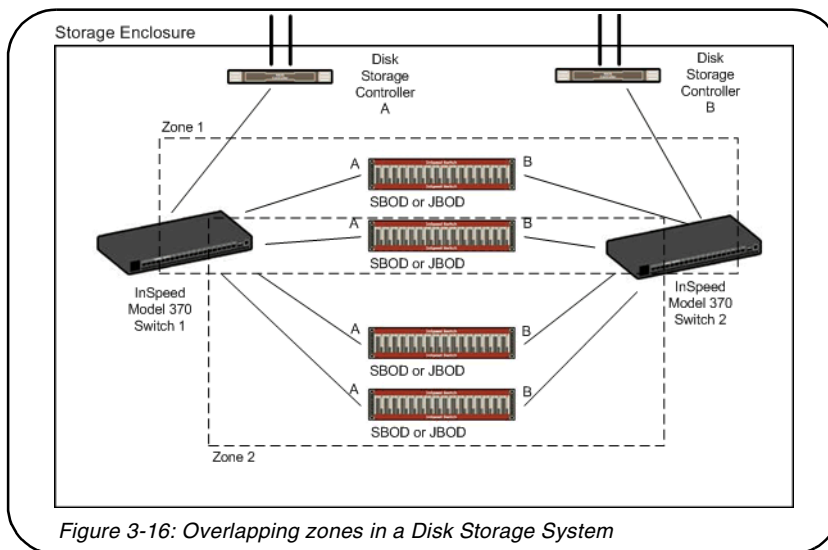 Storage Enclosure
Disk
Storage
Controller
A
Disk
Storage
Controller
B
Zone 1
A
B
SBOD or JBOD
A
B
SBOD or JBOD
InSpeed
Model 370
Switch 1
InSpeed
Model 370
Switch 2
A
B
SBOD or JBOD
A
B
SBOD or JBOD
Zone 2
Figure 3-16: Overlapping zones in a Disk Storage System